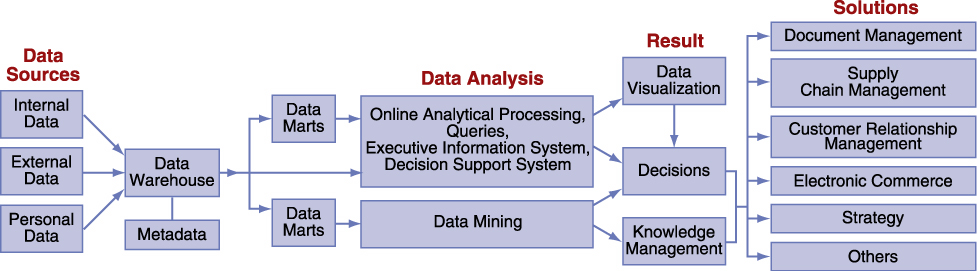 Data
Sources
Internal
Data
External
Data
Personal
Data
Data
Warehouse
Metadata
Data
Marts
Data
Marts
Data Analysis
Online Analytical Processing,
Queries,
Executive Information System,
Decision Support System
Data Mining
Result
Data
Visualization
Decisions
Knowledge
Management
Solutions
Document Management
Supply
Chain Management
Customer Relationship
Management
Electronic Commerce
Strategy
Others